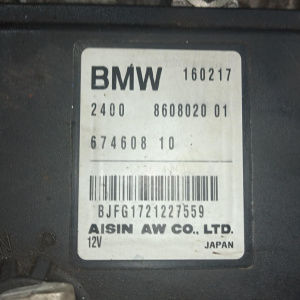 BMW 160217
2400 8608020 01
674608 10
BJFG1721227559
AISIN AW CO., LTD.
12V JAPAN